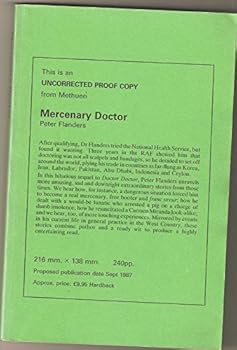 This is an
UNCORRECTED PROOF COPY
from Methuen
Mercenary Doctor
Peter Flanders
After qualifying, Dr Flanders tried the National Health Service, but
found it wanting. Three years in the RAF showed him that
doctoring was not all scalpels and bandages, so he decided to set off
around the world, plying his trade in countries as far-flung as Korea,
Iran, Labrador, Pakistan, Abu Dhabi, Indonesia and Ceylon.
In this hilarious sequel to Doctor Doctor, Peter Flanders unravels
more amusing, sad and downright extraordinary stories from those
times. We hear how, for instance, a dangerous situation forced him
to become a real mercenary, free booter and franc tireur; how he
dealt with a would-be lunatic who arrested a pig on a charge of
dumb insolence; how he resuscitated a Carmen Miranda look-alike;
and we hear, too, of more touching experiences. Mirrored by events
in his current life in general practice in the West Country, these
stories combine pathos and a ready wit to produce a highly
entertaining read.
216 mm. × 138 mm. 240pp.
Proposed publication date Sept 1987
Approx. price: £9.95 Hardback